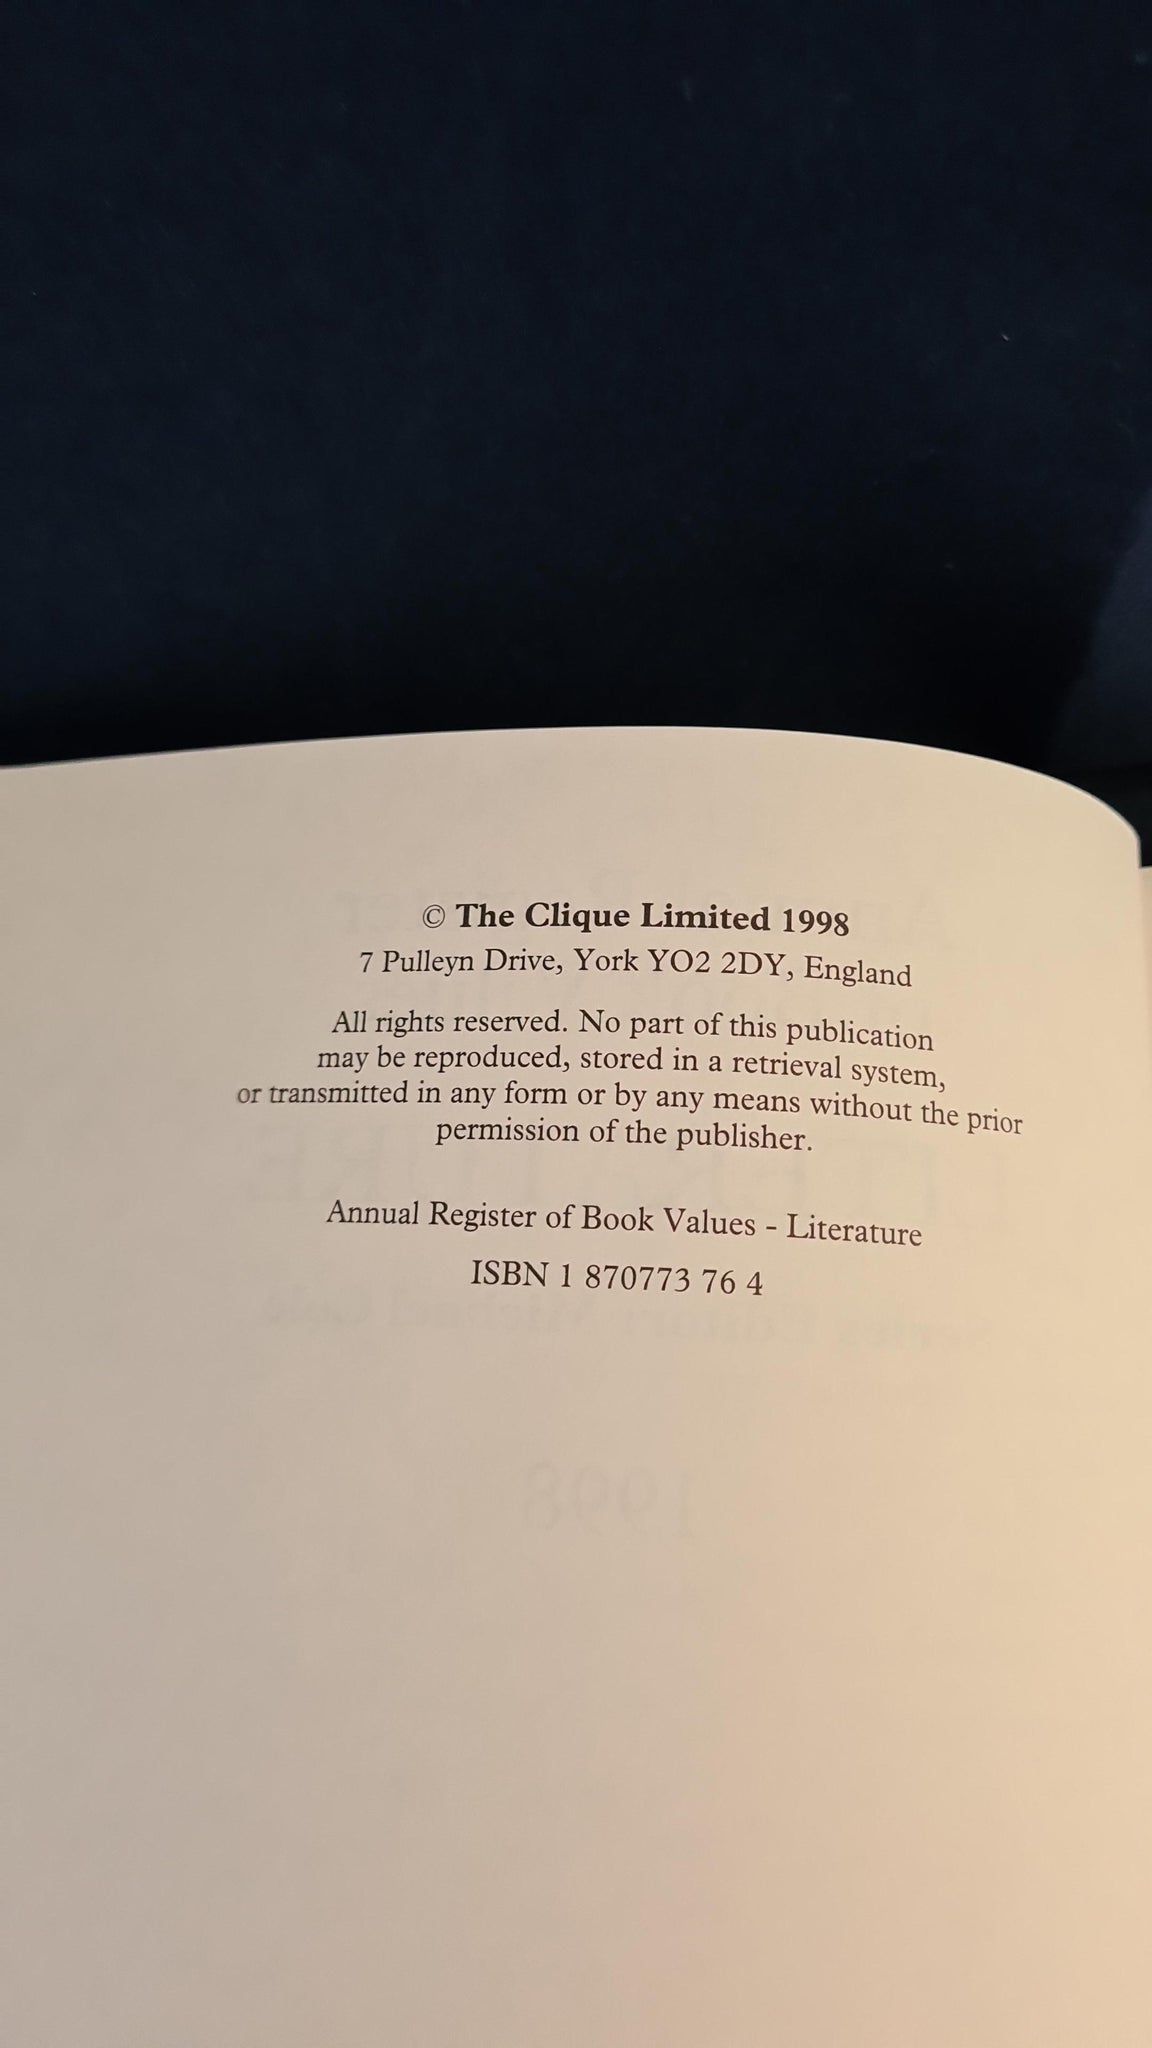 © The Clique Limited 1998
7 Pulleyn Drive, York YO2 2DY, England
All rights reserved. No part of this publication
may be reproduced, stored in a retrieval system,
or transmitted in any form or by any means without the prior
permission of the publisher.
Annual Register of Book Values - Literature
ISBN 1 870773 76 4
1998